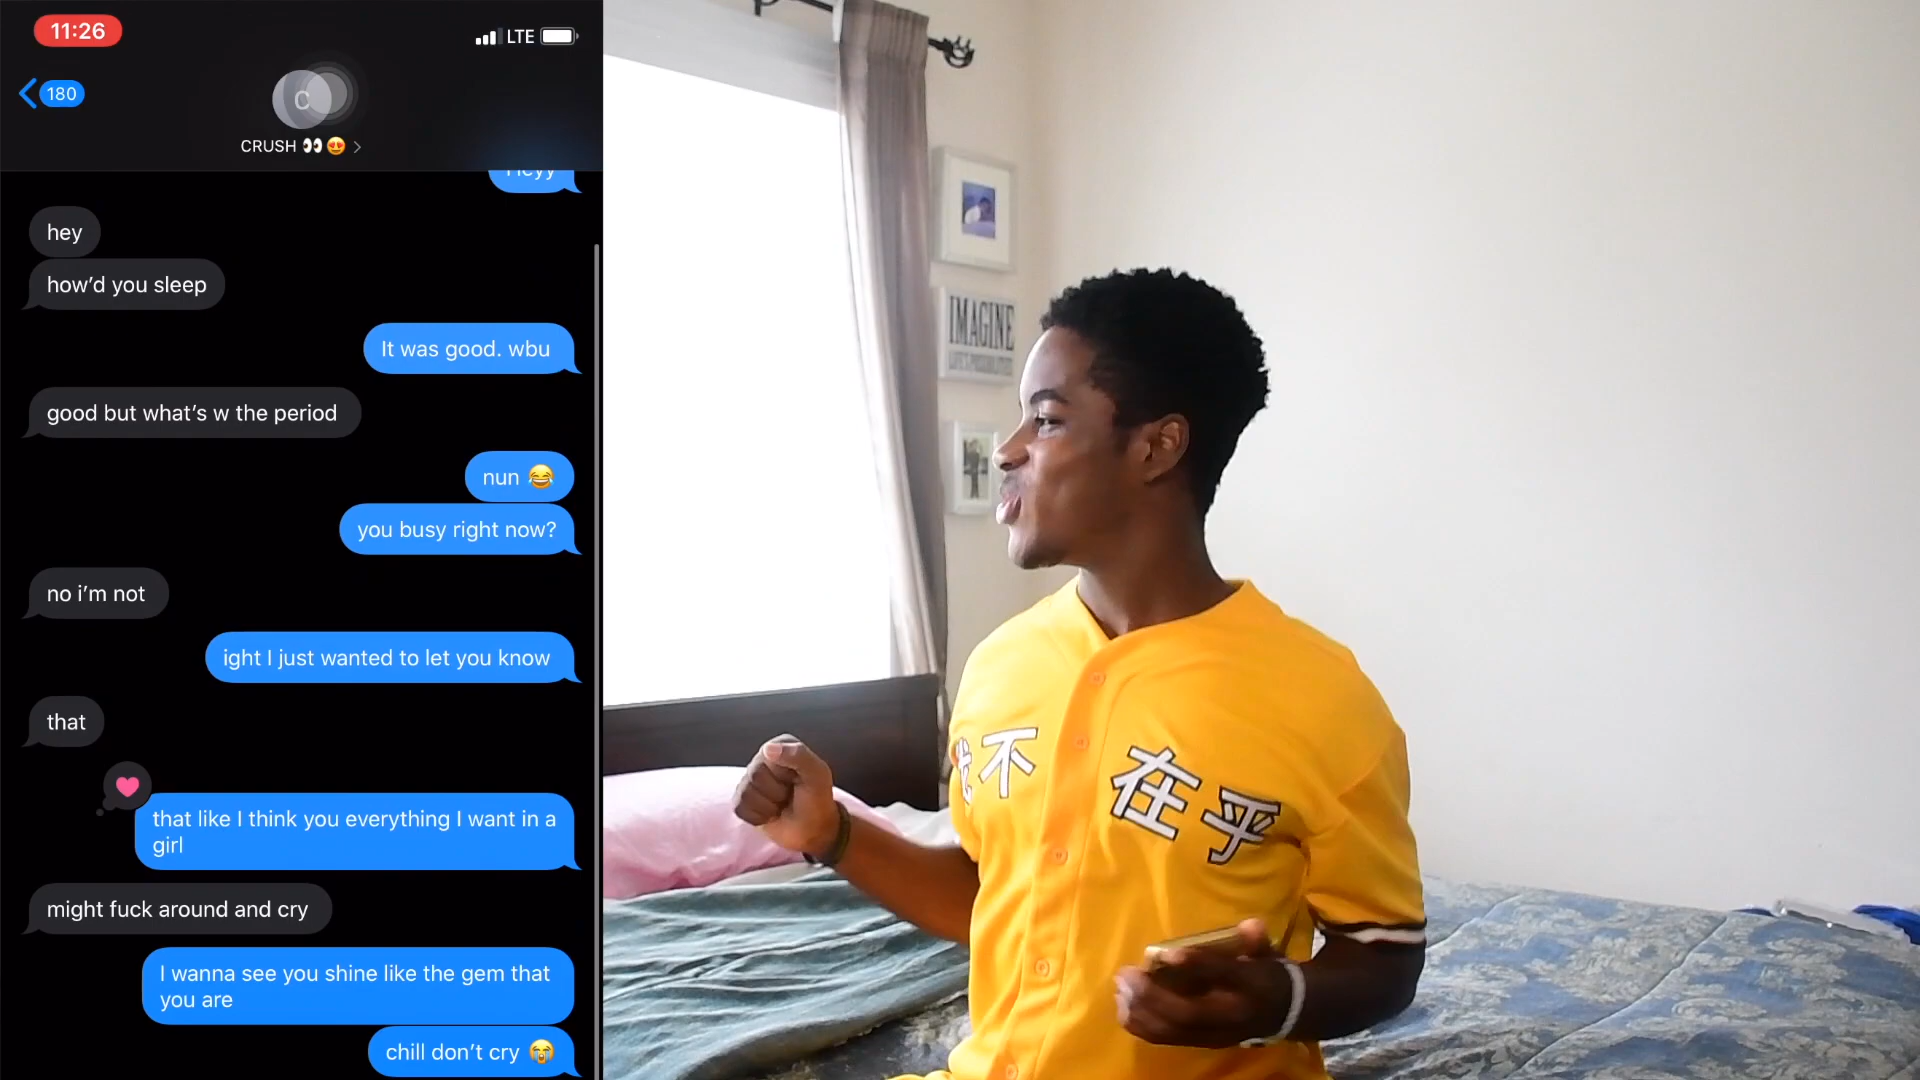 11:26
LTE
180
C
CRUSH 👀😍
Heyy
hey
how'd you sleep
It was good. wbu
good but what's w the period
nun 😂
you busy right now?
no i'm not
ight I just wanted to let you know
that
that like I think you everything I want in a
girl
might fuck around and cry
I wanna see you shine like the gem that
you are
chill don't cry 😭
IMAGINE
LIFE'S POSSIBILITIES
不
在乎